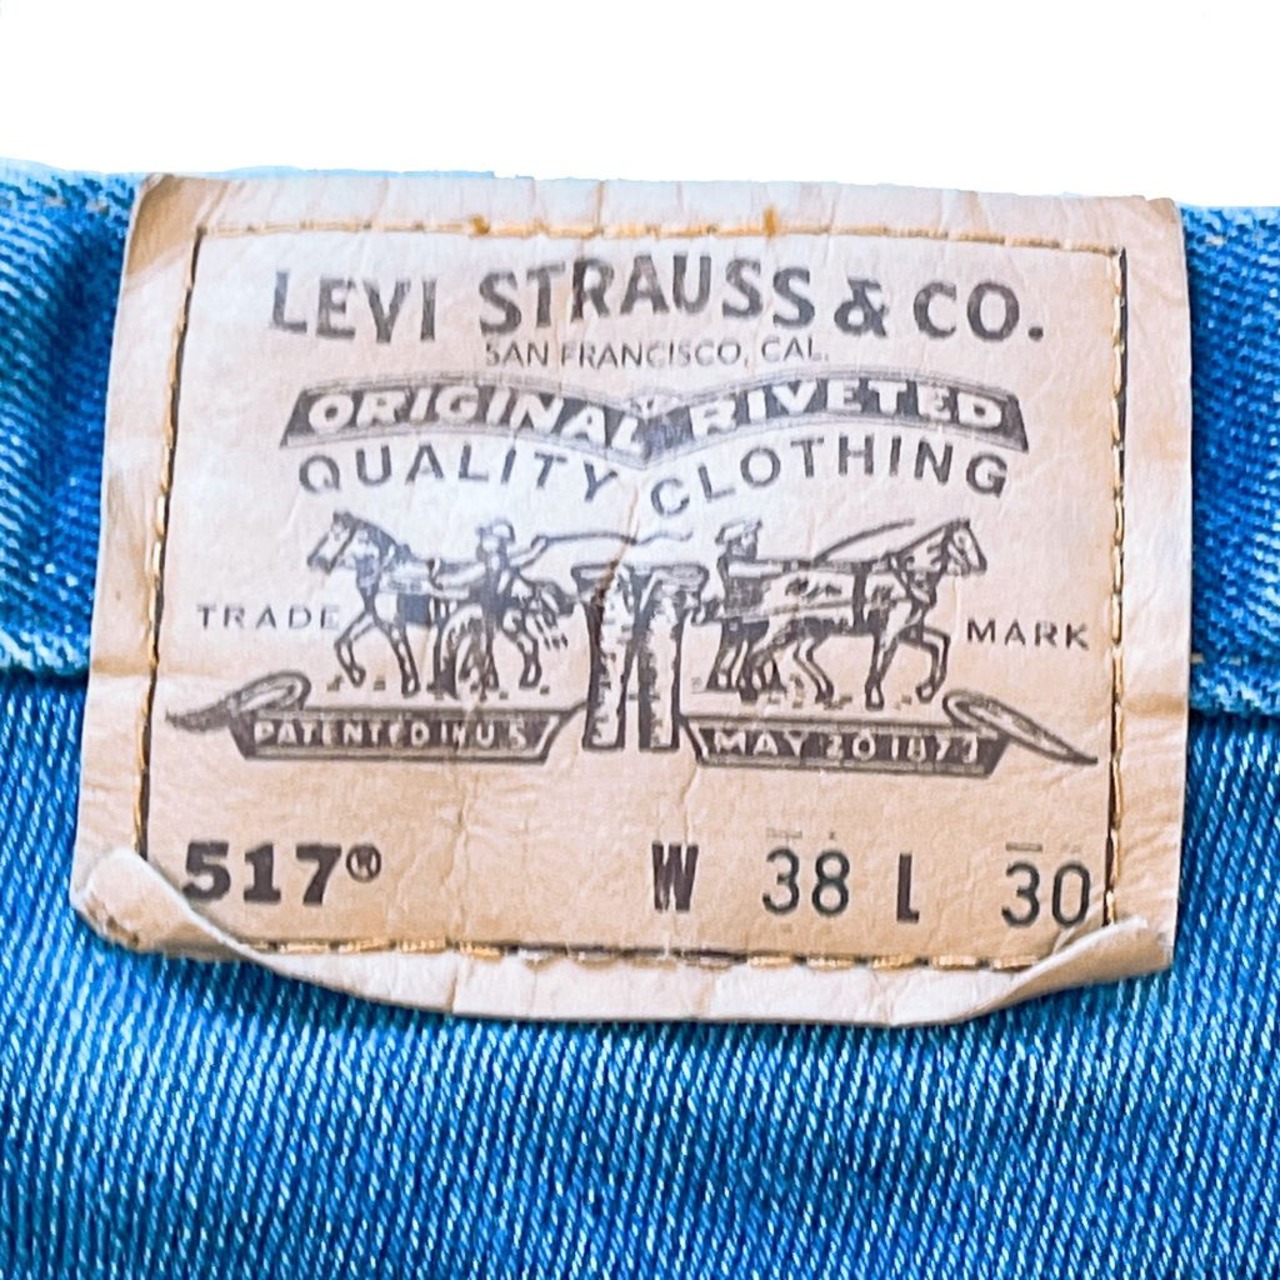 LEVI STRAUSS & CO.
SAN FRANCISCO, CAL.
ORIGINAL RIVETED
QUALITY CLOTHING
TRADE MARK
PATENTED IN U S MAY 20 1873
517® W 38 L 30